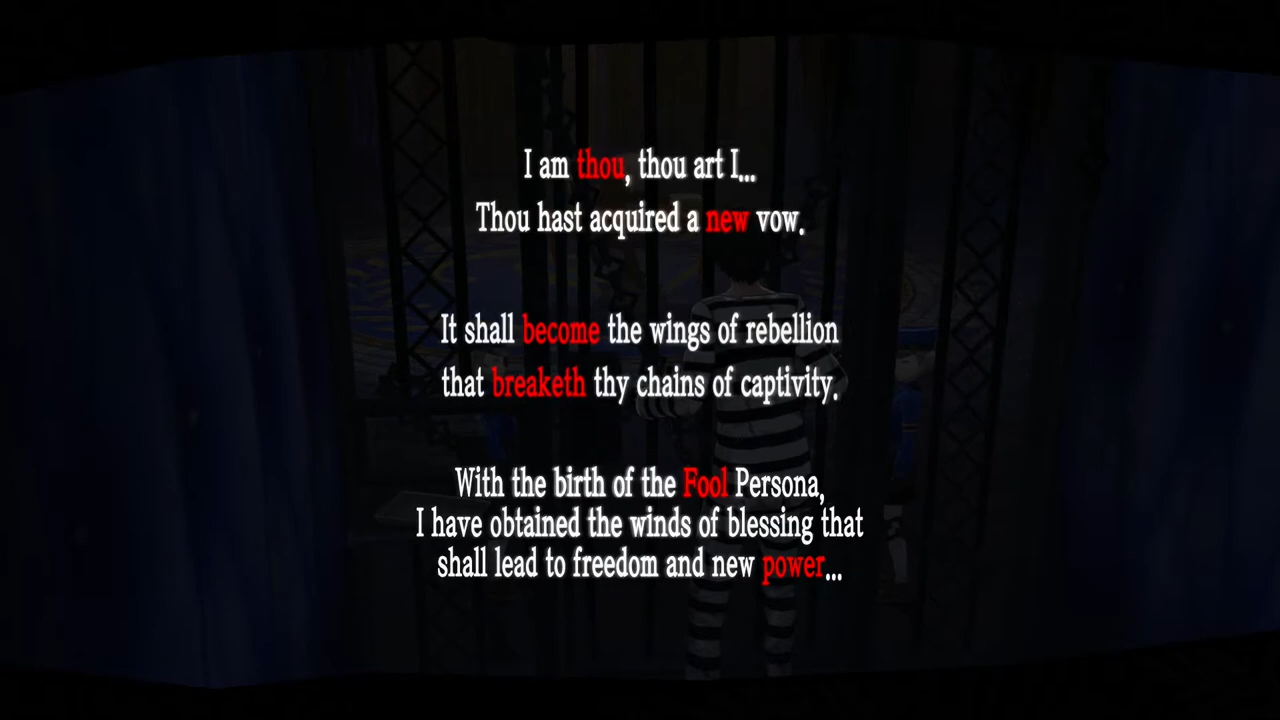 I am thou, thou art I...
Thou hast acquired a new vow.
It shall become the wings of rebellion
that breaketh thy chains of captivity.
With the birth of the Fool Persona,
I have obtained the winds of blessing that
shall lead to freedom and new power...